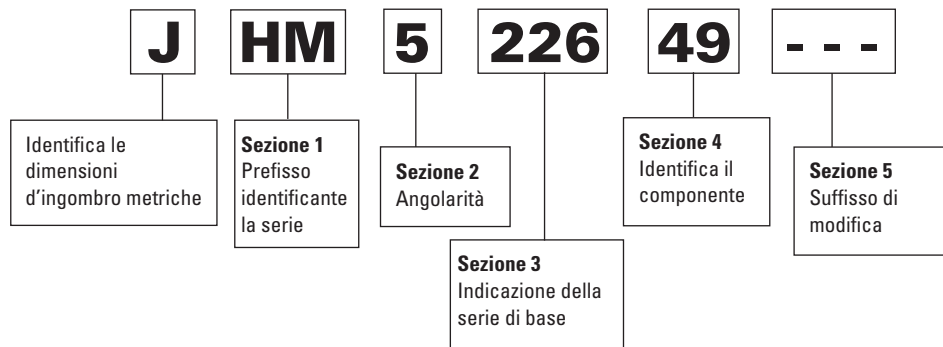 J HM 5 226 49 - - -
Identifica le
dimensioni
d'ingombro metriche
Sezione 1
Prefisso
identificante
la serie
Sezione 2
Angolarità
Sezione 3
Indicazione della
serie di base
Sezione 4
Identifica il
componente
Sezione 5
Suffisso di
modifica